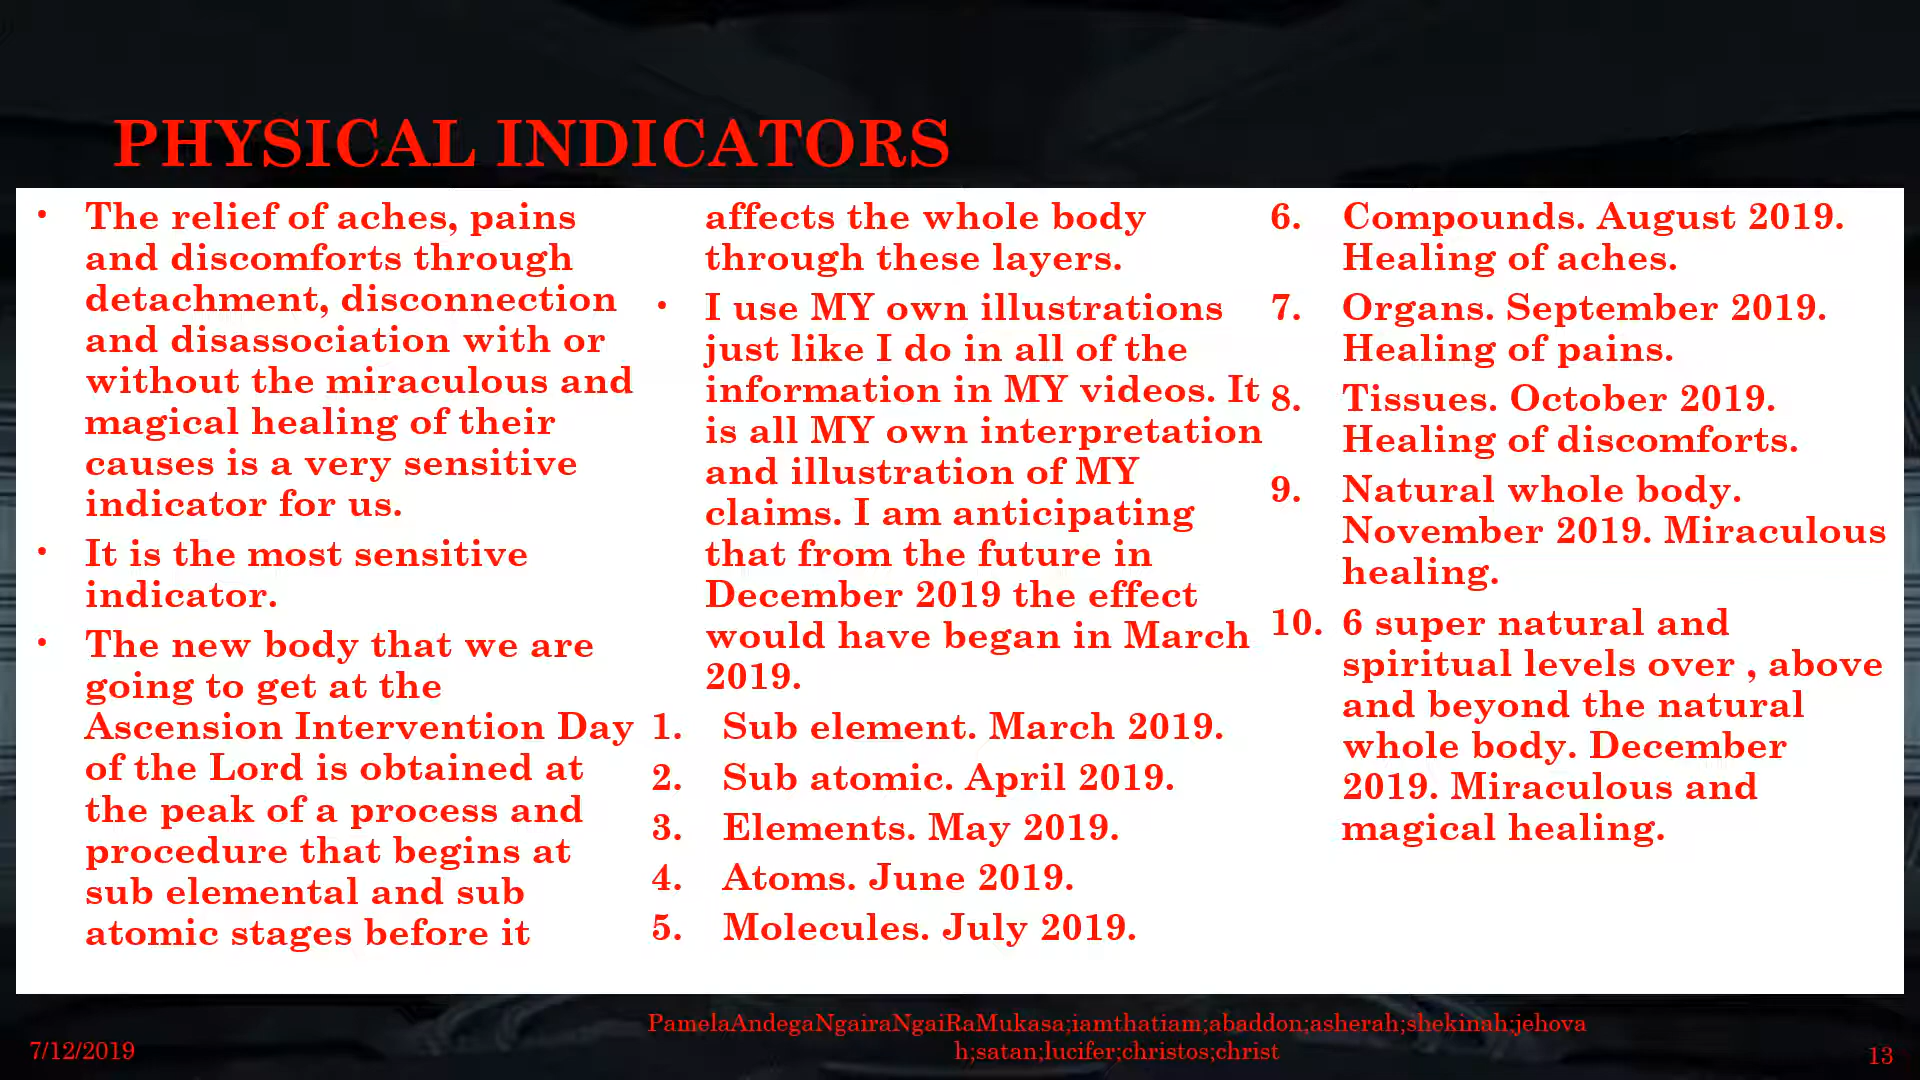 PHYSICAL INDICATORS
• The relief of aches, pains
and discomforts through
detachment, disconnection
and disassociation with or
without the miraculous and
magical healing of their
causes is a very sensitive
indicator for us.
• It is the most sensitive
indicator.
• The new body that we are
going to get at the
Ascension Intervention Day
of the Lord is obtained at
the peak of a process and
procedure that begins at
sub elemental and sub
atomic stages before it
affects the whole body
through these layers.
• I use MY own illustrations
just like I do in all of the
information in MY videos. It
is all MY own interpretation
and illustration of MY
claims. I am anticipating
that from the future in
December 2019 the effect
would have began in March
2019.
1. Sub element. March 2019.
2. Sub atomic. April 2019.
3. Elements. May 2019.
4. Atoms. June 2019.
5. Molecules. July 2019.
6. Compounds. August 2019.
Healing of aches.
7. Organs. September 2019.
Healing of pains.
8. Tissues. October 2019.
Healing of discomforts.
9. Natural whole body.
November 2019. Miraculous
healing.
10. 6 super natural and
spiritual levels over , above
and beyond the natural
whole body. December
2019. Miraculous and
magical healing.
7/12/2019
PamelaAndegaNgairaNgaiRaMukasa;iamthatiam;abaddon;asherah;shekinah;jehova
h;satan;lucifer;christos;christ
13